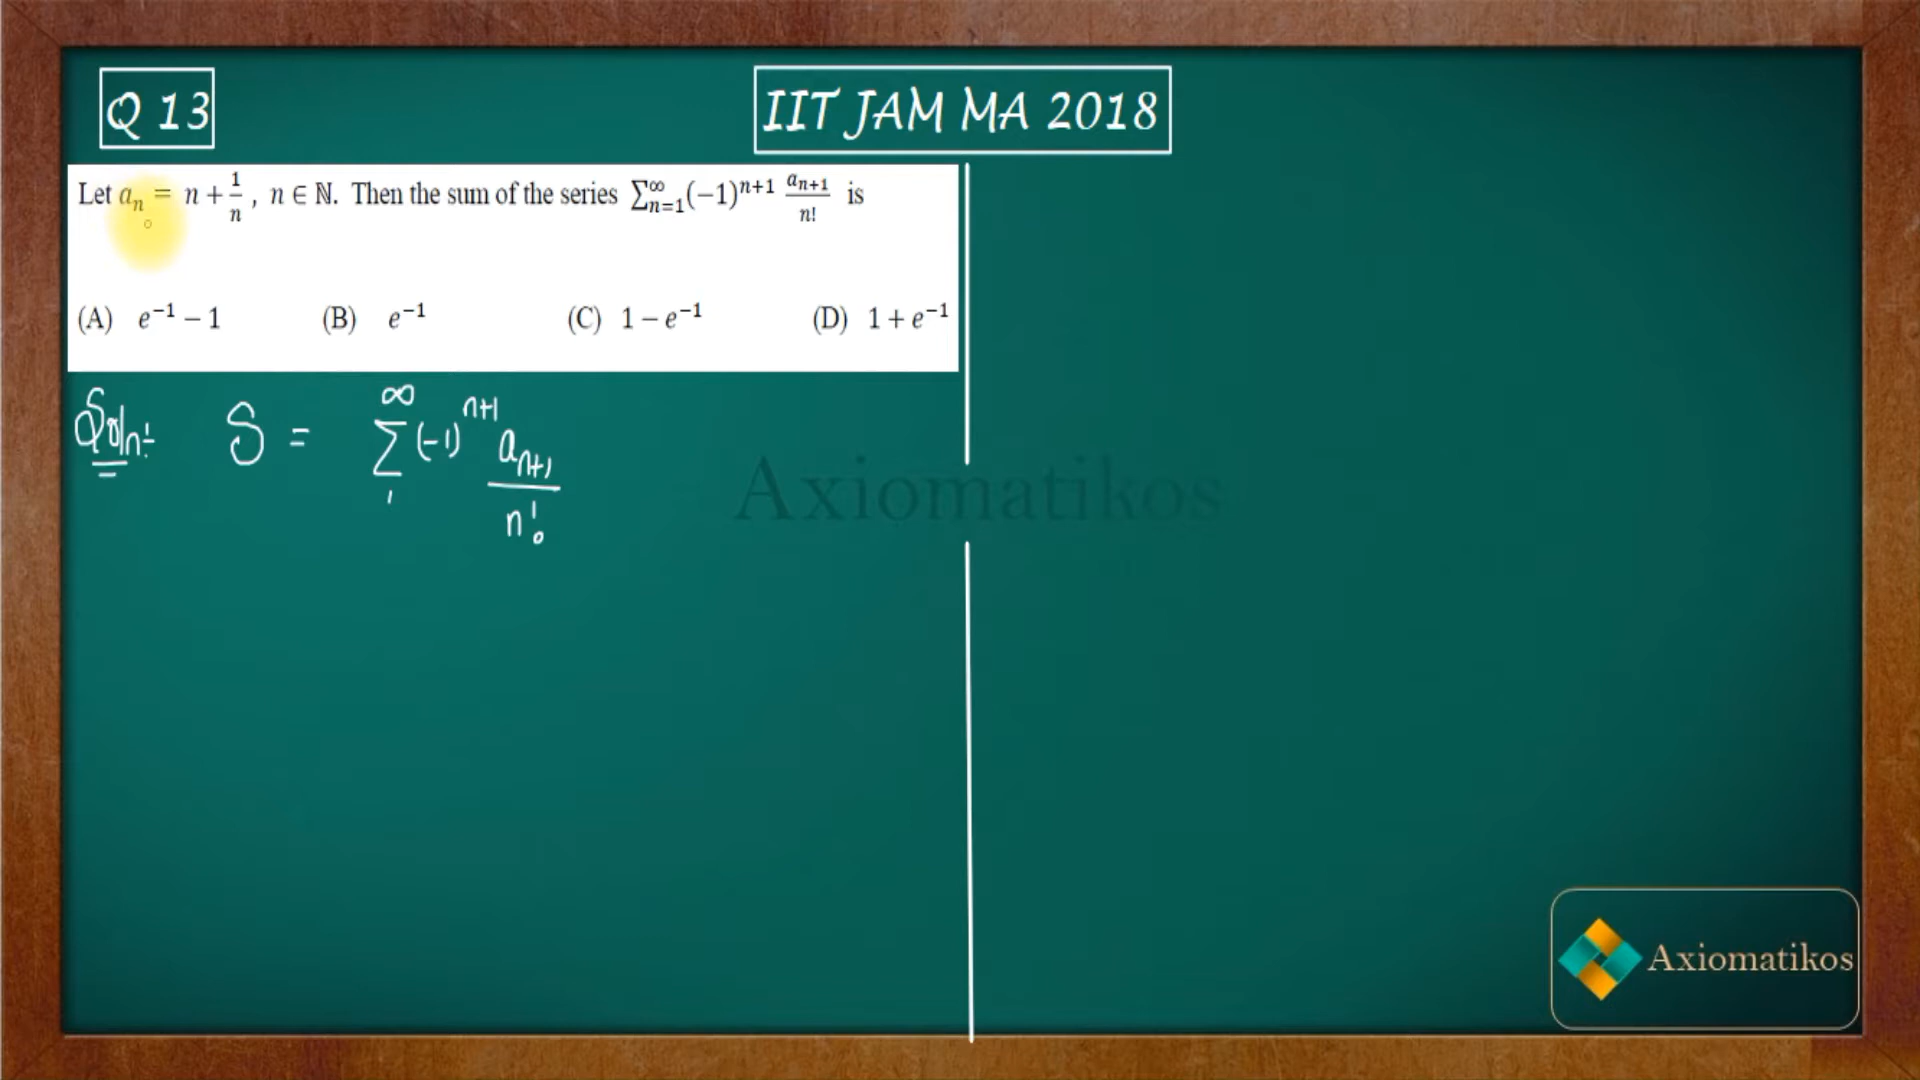 Q 13
IIT JAM MA 2018
Let aₙ = n + 1/n , n ∈ ℕ. Then the sum of the series ∑ₙ₌₁^∞ (−1)ⁿ⁺¹ aₙ₊₁/n! is
(A) e⁻¹ − 1 (B) e⁻¹ (C) 1 − e⁻¹ (D) 1 + e⁻¹
Soln:- S = ∑₁^∞ (-1)ⁿ⁺¹ aₙ₊₁/n!
Axiomatikos
Axiomatikos